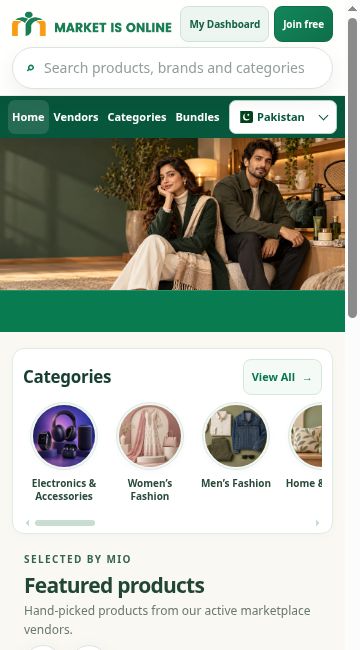 MARKET IS ONLINE
My Dashboard
Join free
Search products, brands and categories
Home
Vendors
Categories
Bundles
Pakistan
Categories
View All →
Electronics &
Accessories
Women's
Fashion
Men's Fashion
Home &
SELECTED BY MIO
Featured products
Hand-picked products from our active marketplace
vendors.